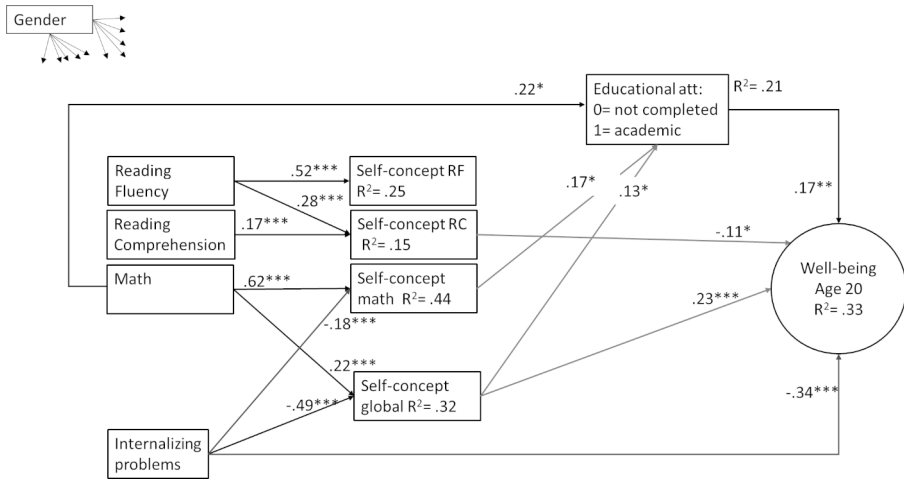 Gender
.22*
Educational att:
0= not completed
1= academic
R²= .21
Reading
Fluency
.52***
Self-concept RF
R²= .25
.28***
.17*
.13*
.17**
Reading
Comprehension
.17***
Self-concept RC
R²= .15
-.11*
Math
.62***
Self-concept
math R²= .44
-.18***
Well-being
Age 20
R²= .33
.23***
.22***
Self-concept
global R²= .32
-.49***
-.34***
Internalizing
problems